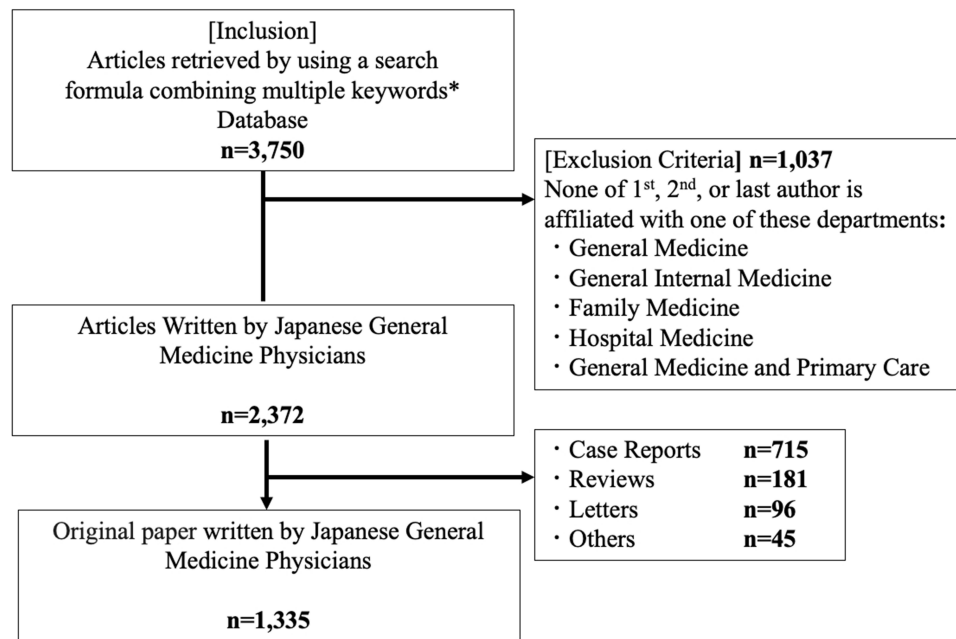 [Inclusion]
Articles retrieved by using a search
formula combining multiple keywords*
Database
n=3,750
[Exclusion Criteria] n=1,037
None of 1st, 2nd, or last author is
affiliated with one of these departments:
・General Medicine
・General Internal Medicine
・Family Medicine
・Hospital Medicine
・General Medicine and Primary Care
Articles Written by Japanese General
Medicine Physicians
n=2,372
・Case Reports n=715
・Reviews n=181
・Letters n=96
・Others n=45
Original paper written by Japanese General
Medicine Physicians
n=1,335